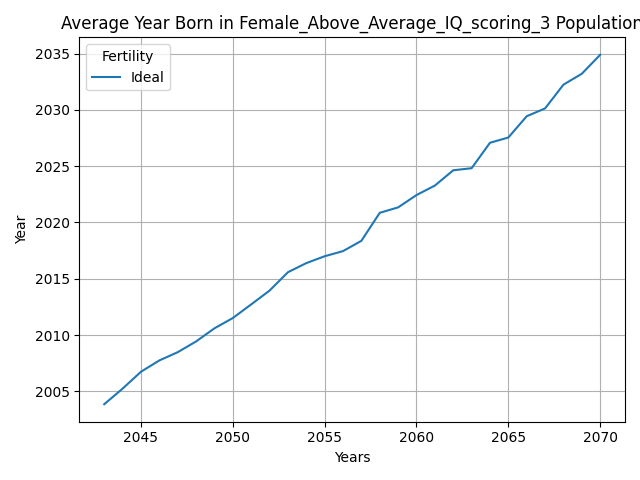 Average Year Born in Female_Above_Average_IQ_scoring_3 Population
Fertility
Ideal
2035
2030
2025
2020
2015
2010
2005
Year
2045 2050 2055 2060 2065 2070
Years